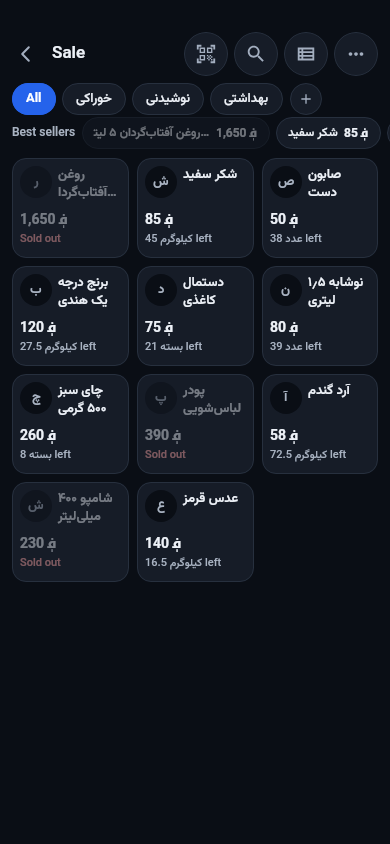 Sale
All
خوراکی
نوشیدنی
بهداشتی
Best sellers
روغن آفتاب‌گردان ۵ لیتـ... 1,650 ؋
شکر سفید 85 ؋
ر
روغن
آفتاب‌گردا...
1,650 ؋
Sold out
ش
شکر سفید
85 ؋
45 کیلوگرم left
ص
صابون
دست
50 ؋
38 عدد left
ب
برنج درجه
یک هندی
120 ؋
27.5 کیلوگرم left
د
دستمال
کاغذی
75 ؋
21 بسته left
ن
نوشابه ۱٫۵
لیتری
80 ؋
39 عدد left
چ
چای سبز
۵۰۰ گرمی
260 ؋
8 بسته left
پ
پودر
لباس‌شویی
390 ؋
Sold out
آ
آرد گندم
58 ؋
72.5 کیلوگرم left
ش
شامپو ۴۰۰
میلی‌لیتر
230 ؋
Sold out
ع
عدس قرمز
140 ؋
16.5 کیلوگرم left